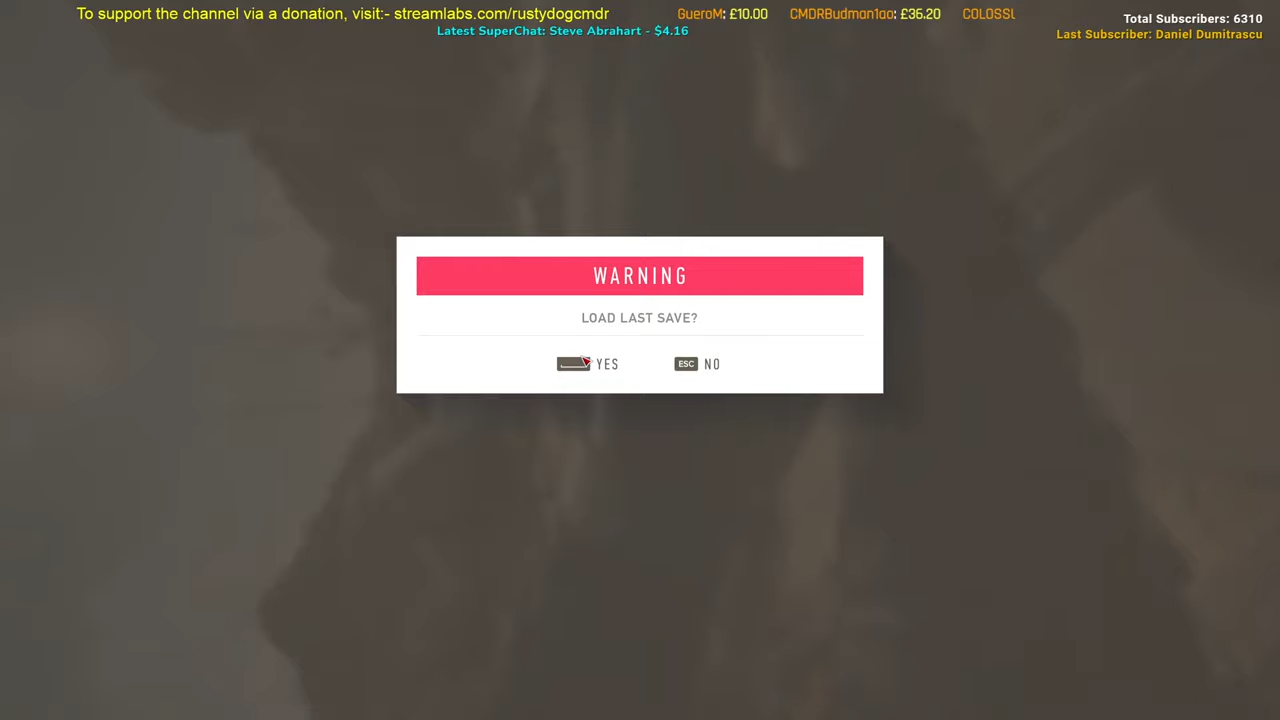 To support the channel via a donation, visit:- streamlabs.com/rustydogcmdr
GueroM: £10.00 CMDRBudman1aa: £36.20
Latest SuperChat: Steve Abrahart - $4.16
Total Subscribers: 6310
Last Subscriber: Daniel Dumitrascu
WARNING
LOAD LAST SAVE?
YES
ESC NO